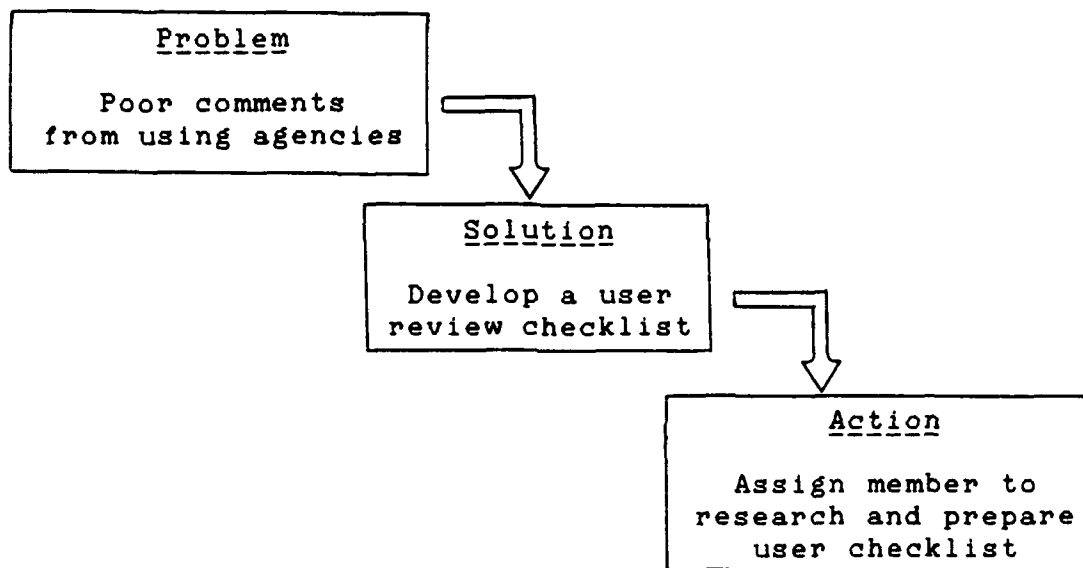 Problem
Poor comments
from using agencies
Solution
Develop a user
review checklist
Action
Assign member to
research and prepare
user checklist